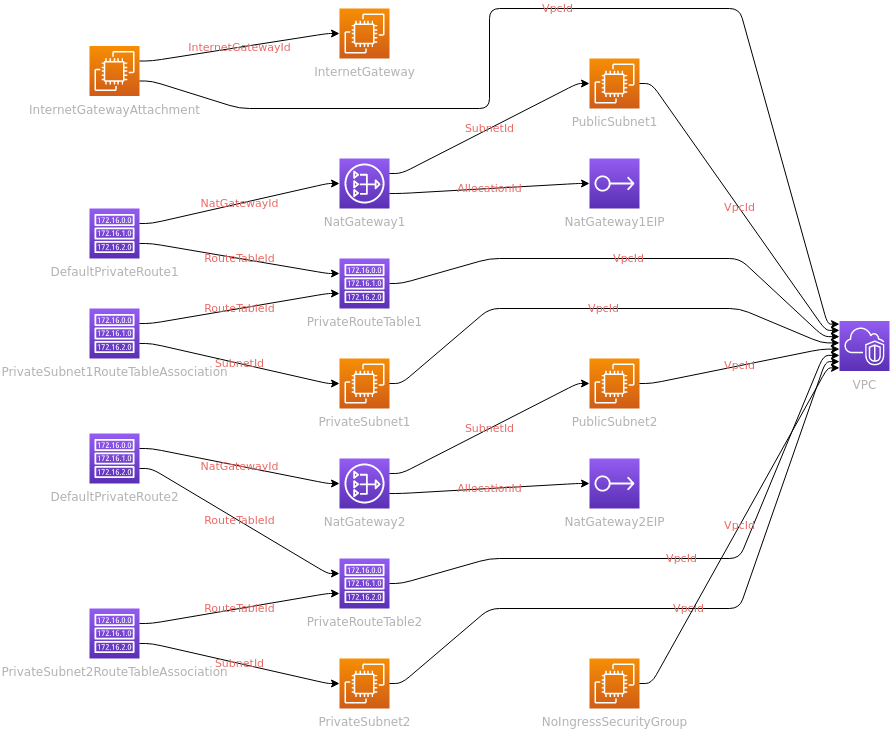 VpcId
InternetGatewayId
InternetGateway
InternetGatewayAttachment
PublicSubnet1
SubnetId
AllocationId
NatGateway1
NatGateway1EIP
NatGatewayId
VpcId
172.16.0.0
172.16.1.0
172.16.2.0
DefaultPrivateRoute1
RouteTableId
VpcId
172.16.0.0
172.16.1.0
172.16.2.0
PrivateRouteTable1
RouteTableId
VpcId
172.16.0.0
172.16.1.0
172.16.2.0
PrivateSubnet1RouteTableAssociation
SubnetId
PrivateSubnet1
VpcId
PublicSubnet2
VPC
SubnetId
172.16.0.0
172.16.1.0
172.16.2.0
DefaultPrivateRoute2
NatGatewayId
AllocationId
NatGateway2
NatGateway2EIP
RouteTableId
VpcId
VpcId
172.16.0.0
172.16.1.0
172.16.2.0
PrivateRouteTable2
RouteTableId
VpcId
172.16.0.0
172.16.1.0
172.16.2.0
PrivateSubnet2RouteTableAssociation
SubnetId
PrivateSubnet2
NoIngressSecurityGroup